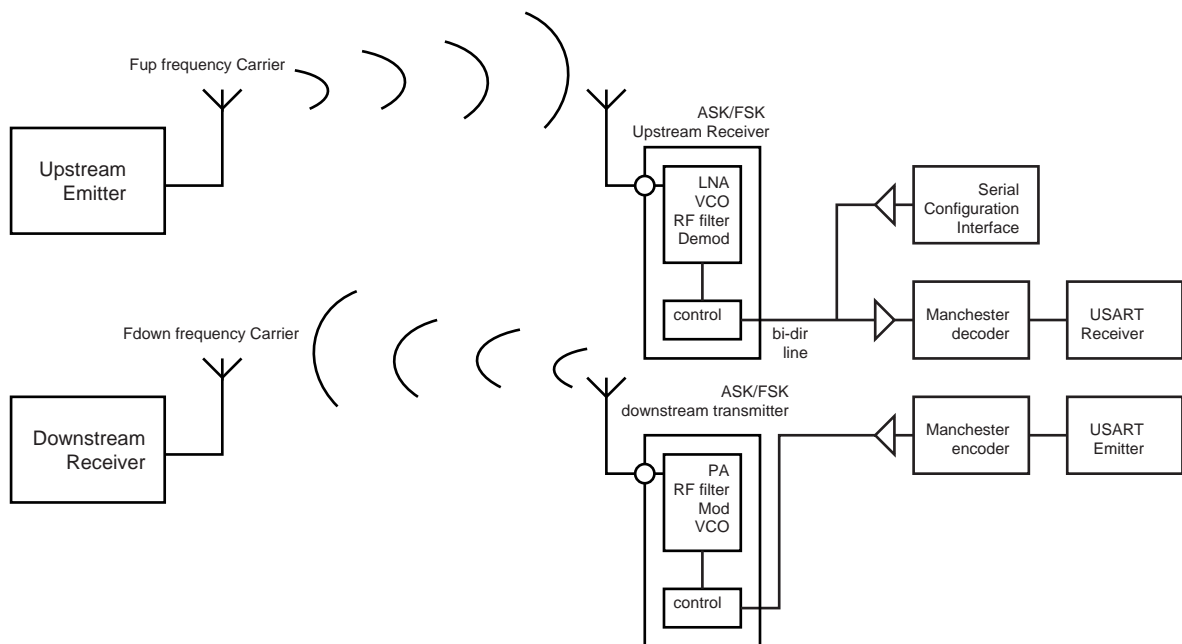 Fup frequency Carrier
Upstream
Emitter
ASK/FSK
Upstream Receiver
LNA
VCO
RF filter
Demod
control
bi-dir
line
Serial
Configuration
Interface
Manchester
decoder
USART
Receiver
Fdown frequency Carrier
Downstream
Receiver
ASK/FSK
downstream transmitter
PA
RF filter
Mod
VCO
control
Manchester
encoder
USART
Emitter